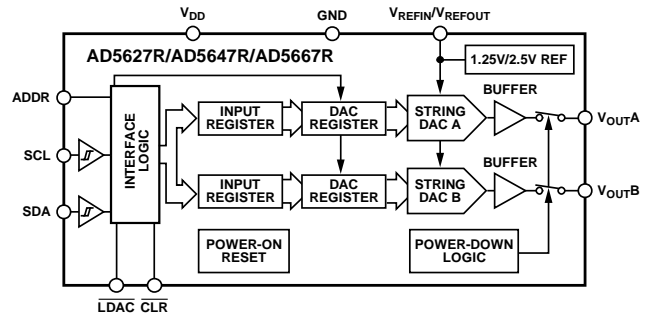 VDD
GND
VREFIN/VREFOUT
AD5627R/AD5647R/AD5667R
1.25V/2.5V REF
ADDR
SCL
SDA
INTERFACE
LOGIC
INPUT
REGISTER
DAC
REGISTER
STRING
DAC A
BUFFER
VOUTA
INPUT
REGISTER
DAC
REGISTER
STRING
DAC B
BUFFER
VOUTB
POWER-ON
RESET
POWER-DOWN
LOGIC
LDAC
CLR